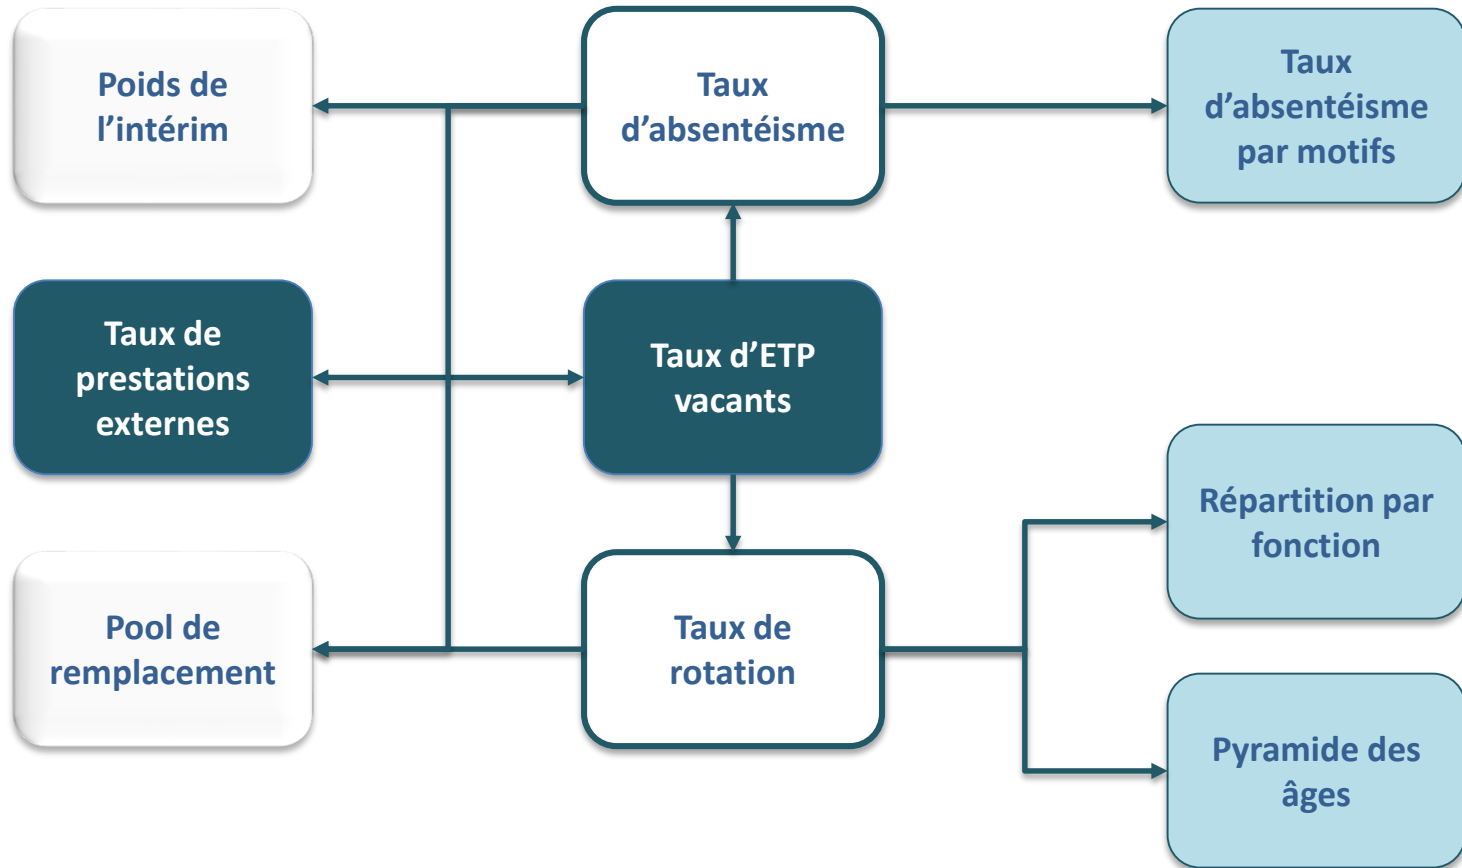 Poids de
l’intérim
Taux
d’absentéisme
Taux
d’absentéisme
par motifs
Taux de
prestations
externes
Taux d’ETP
vacants
Répartition par
fonction
Pool de
remplacement
Taux de
rotation
Pyramide des
âges